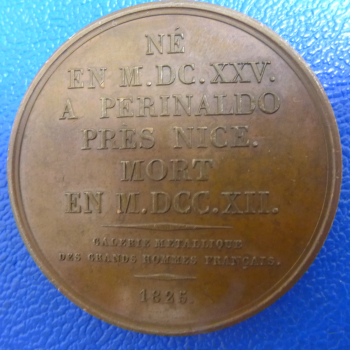 NÉ
EN M.DC.XXV.
A PERINALDO
PRÈS NICE.
MORT
EN M.DCC.XII.
GALERIE METALLIQUE
DES GRANDS HOMMES FRANÇAIS.
1825.